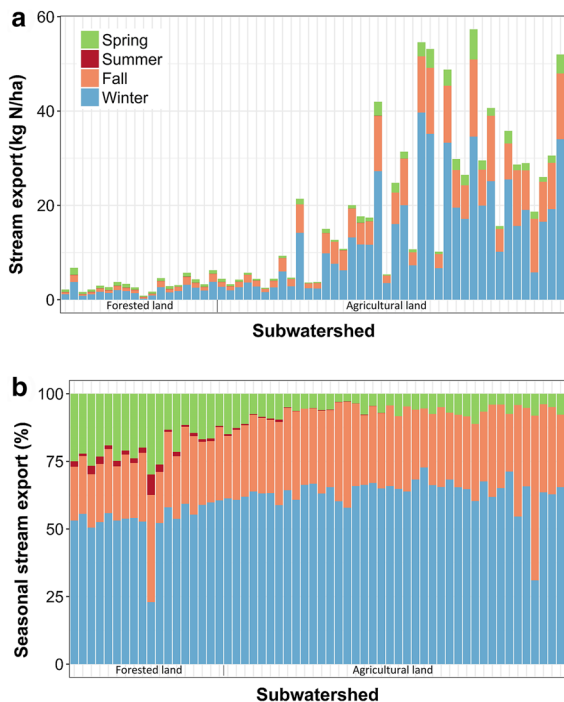 a
60
40
20
0
Stream export(kg N/ha)
Spring
Summer
Fall
Winter
Forested land
Agricultural land
Subwatershed
b
100
75
50
25
0
Seasonal stream export (%)
Forested land
Agricultural land
Subwatershed